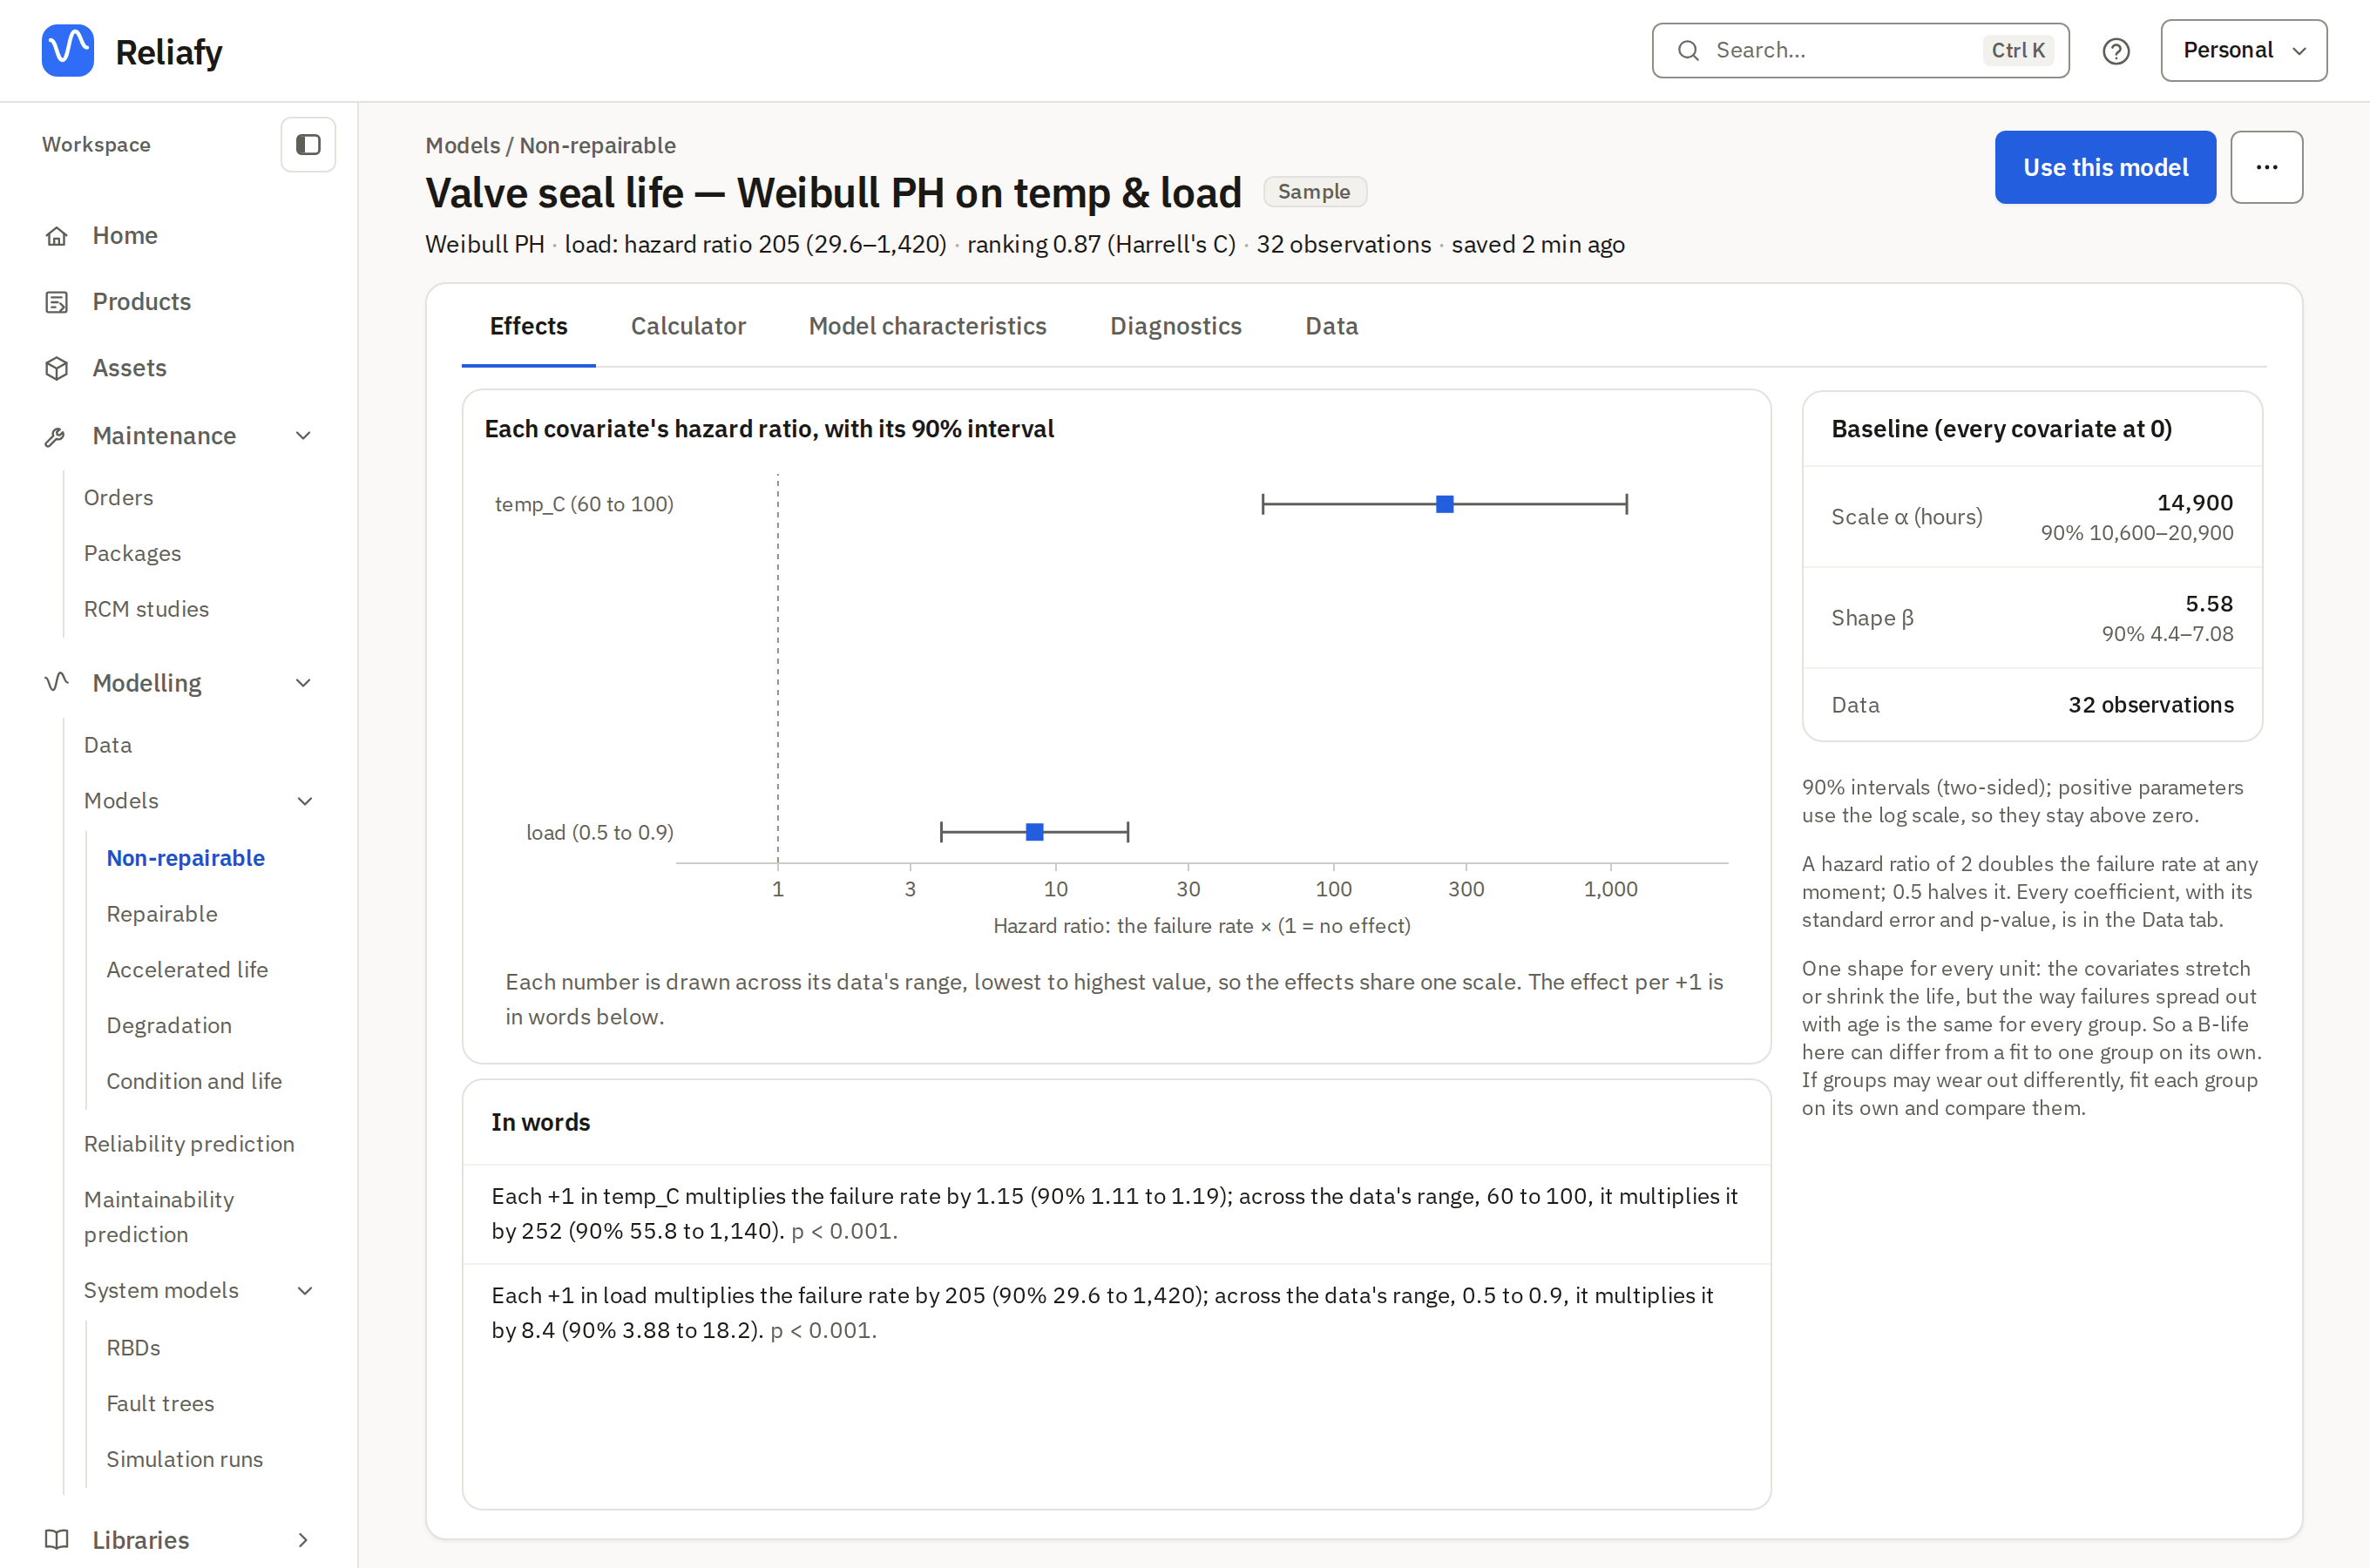 Reliafy
Search...
Ctrl K
Personal
Workspace
Home
Products
Assets
Maintenance
Orders
Packages
RCM studies
Modelling
Data
Models
Non-repairable
Repairable
Accelerated life
Degradation
Condition and life
Reliability prediction
Maintainability
prediction
System models
RBDs
Fault trees
Simulation runs
Libraries
Models / Non-repairable
Valve seal life — Weibull PH on temp & load
Sample
Weibull PH · load: hazard ratio 205 (29.6–1,420) · ranking 0.87 (Harrell's C) · 32 observations · saved 2 min ago
Use this model
Effects
Calculator
Model characteristics
Diagnostics
Data
Each covariate's hazard ratio, with its 90% interval
temp_C (60 to 100)
load (0.5 to 0.9)
1 3 10 30 100 300 1,000
Hazard ratio: the failure rate × (1 = no effect)
Each number is drawn across its data's range, lowest to highest value, so the effects share one scale. The effect per +1 is
in words below.
In words
Each +1 in temp_C multiplies the failure rate by 1.15 (90% 1.11 to 1.19); across the data's range, 60 to 100, it multiplies it
by 252 (90% 55.8 to 1,140). p < 0.001.
Each +1 in load multiplies the failure rate by 205 (90% 29.6 to 1,420); across the data's range, 0.5 to 0.9, it multiplies it
by 8.4 (90% 3.88 to 18.2). p < 0.001.
Baseline (every covariate at 0)
Scale α (hours)
14,900
90% 10,600–20,900
Shape β
5.58
90% 4.4–7.08
Data
32 observations
90% intervals (two-sided); positive parameters
use the log scale, so they stay above zero.
A hazard ratio of 2 doubles the failure rate at any
moment; 0.5 halves it. Every coefficient, with its
standard error and p-value, is in the Data tab.
One shape for every unit: the covariates stretch
or shrink the life, but the way failures spread out
with age is the same for every group. So a B-life
here can differ from a fit to one group on its own.
If groups may wear out differently, fit each group
on its own and compare them.